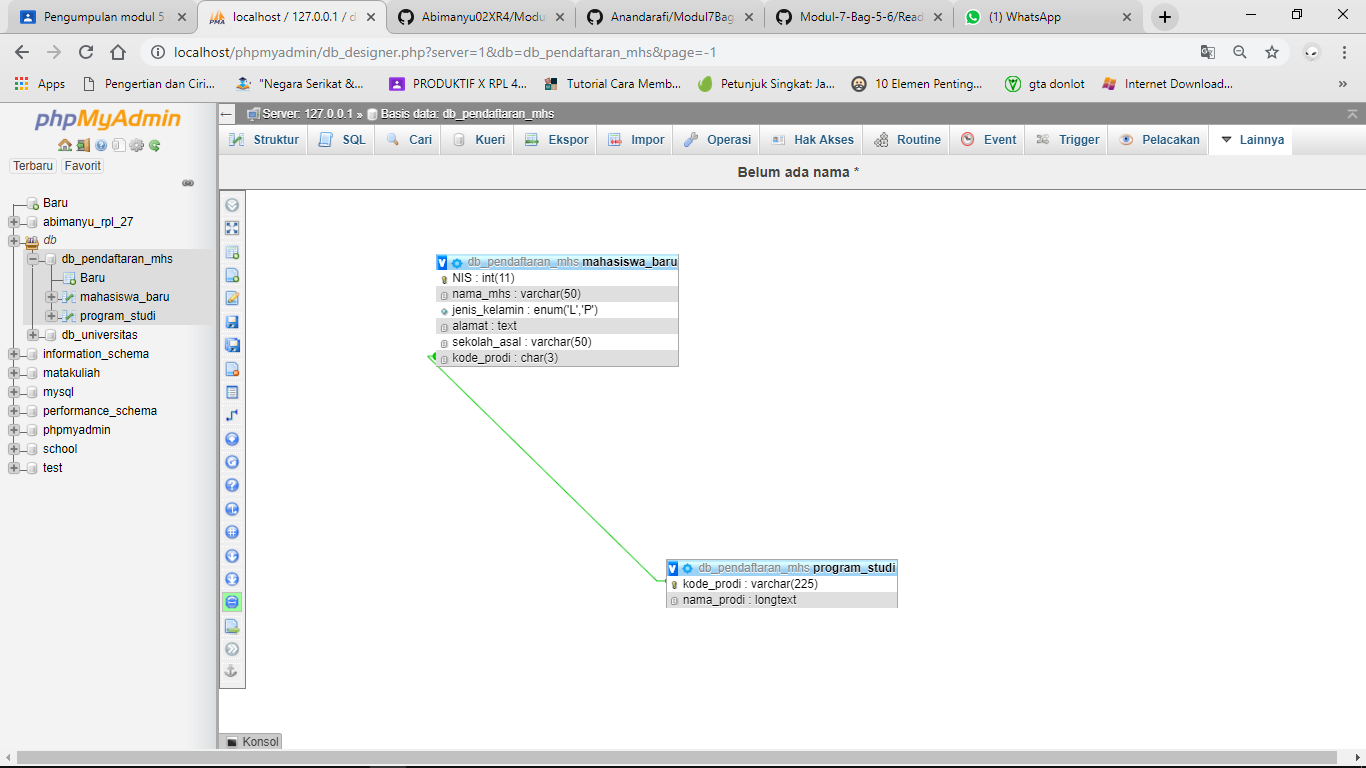 Pengumpulan modul 5
localhost / 127.0.0.1 / d
Abimanyu02XR4/Modu
Anandarafi/Modul7Bag
Modul-7-Bag-5-6/Read
(1) WhatsApp
localhost/phpmyadmin/db_designer.php?server=1&db=db_pendaftaran_mhs&page=-1
Apps
Pengertian dan Ciri...
"Negara Serikat &...
PRODUKTIF X RPL 4...
Tutorial Cara Memb...
Petunjuk Singkat: Ja...
10 Elemen Penting...
gta donlot
Internet Download...
»
phpMyAdmin
Terbaru
Favorit
Baru
abimanyu_rpl_27
db
db_pendaftaran_mhs
Baru
mahasiswa_baru
program_studi
db_universitas
information_schema
matakuliah
mysql
performance_schema
phpmyadmin
school
test
Server: 127.0.0.1 » Basis data: db_pendaftaran_mhs
Struktur
SQL
Cari
Kueri
Ekspor
Impor
Operasi
Hak Akses
Routine
Event
Trigger
Pelacakan
Lainnya
Belum ada nama *
db_pendaftaran_mhs mahasiswa_baru
NIS : int(11)
nama_mhs : varchar(50)
jenis_kelamin : enum('L','P')
alamat : text
sekolah_asal : varchar(50)
kode_prodi : char(3)
db_pendaftaran_mhs program_studi
kode_prodi : varchar(225)
nama_prodi : longtext
Konsol